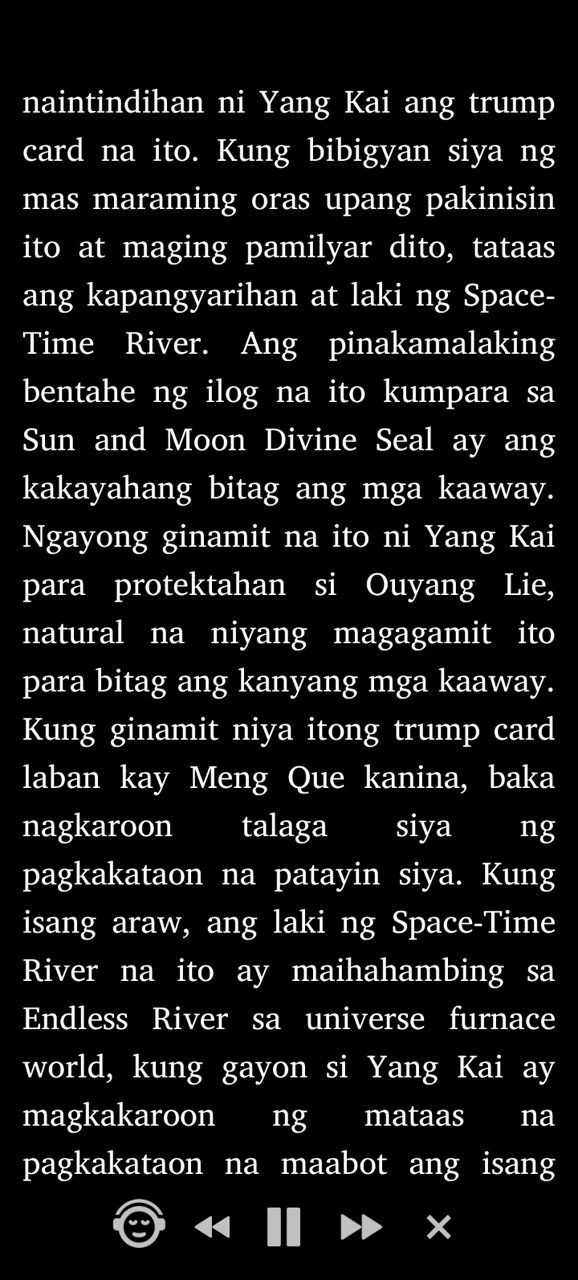 naintindihan ni Yang Kai ang trump
card na ito. Kung bibigyan siya ng
mas maraming oras upang pakinisin
ito at maging pamilyar dito, tataas
ang kapangyarihan at laki ng Space-
Time River. Ang pinakamalaking
bentahe ng ilog na ito kumpara sa
Sun and Moon Divine Seal ay ang
kakayahang bitag ang mga kaaway.
Ngayong ginamit na ito ni Yang Kai
para protektahan si Ouyang Lie,
natural na niyang magagamit ito
para bitag ang kanyang mga kaaway.
Kung ginamit niya itong trump card
laban kay Meng Que kanina, baka
nagkaroon talaga siya ng
pagkakataon na patayin siya. Kung
isang araw, ang laki ng Space-Time
River na ito ay maihahambing sa
Endless River sa universe furnace
world, kung gayon si Yang Kai ay
magkakaroon ng mataas na
pagkakataon na maabot ang isang